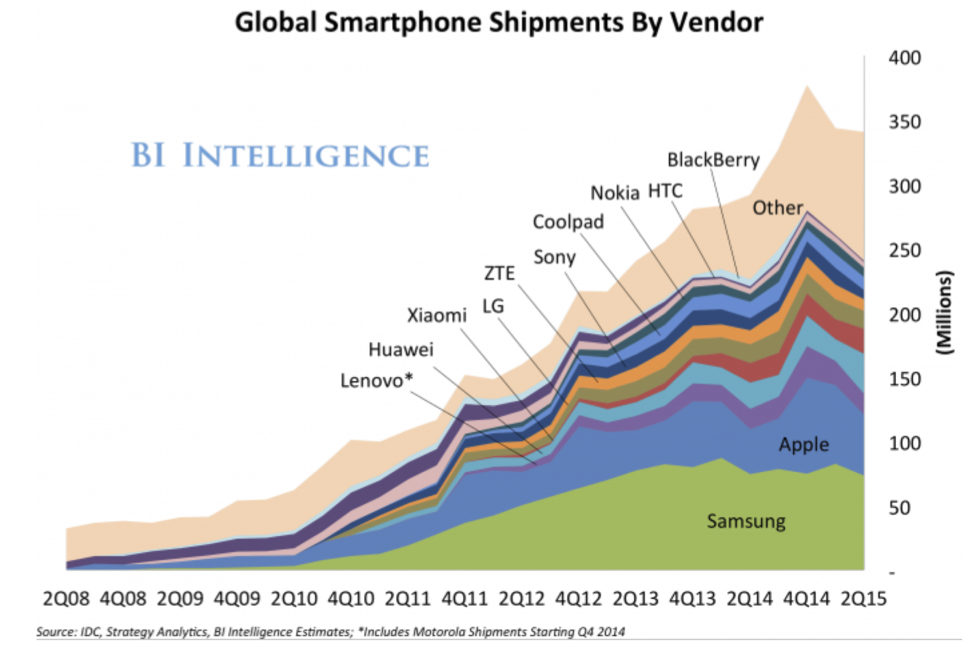 Global Smartphone Shipments By Vendor
BI INTELLIGENCE
400
350
300
250
200
150
100
50
-
(Millions)
BlackBerry
Nokia
HTC
Other
Coolpad
Sony
ZTE
LG
Xiaomi
Huawei
Lenovo*
Apple
Samsung
2Q08 4Q08 2Q09 4Q09 2Q10 4Q10 2Q11 4Q11 2Q12 4Q12 2Q13 4Q13 2Q14 4Q14 2Q15
Source: IDC, Strategy Analytics, BI Intelligence Estimates; *Includes Motorola Shipments Starting Q4 2014